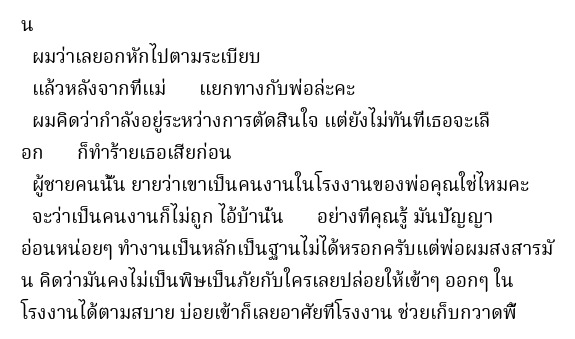 น
ผมว่าเลยอกหักไปตามระเบียบ
แล้วหลังจากที่แม่ แยกทางกับพ่อล่ะคะ
ผมคิดว่ากำลังอยู่ระหว่างการตัดสินใจ แต่ยังไม่ทันที่เธอจะเลื
อก ก็ทำร้ายเธอเสียก่อน
ผู้ชายคนนั้น ยายว่าเขาเป็นคนงานในโรงงานของพ่อคุณใช่ไหมคะ
จะว่าเป็นคนงานก็ไม่ถูก ไอ้บ้านั่น อย่างที่คุณรู้ มันปัญญา
อ่อนหน่อยๆ ทำงานเป็นหลักเป็นฐานไม่ได้หรอกครับแต่พ่อผมสงสารมั
น คิดว่ามันคงไม่เป็นพิษเป็นภัยกับใครเลยปล่อยให้เข้าๆ ออกๆ ใน
โรงงานได้ตามสบาย บ่อยเข้าก็เลยอาศัยที่โรงงาน ช่วยเก็บกวาดพื้